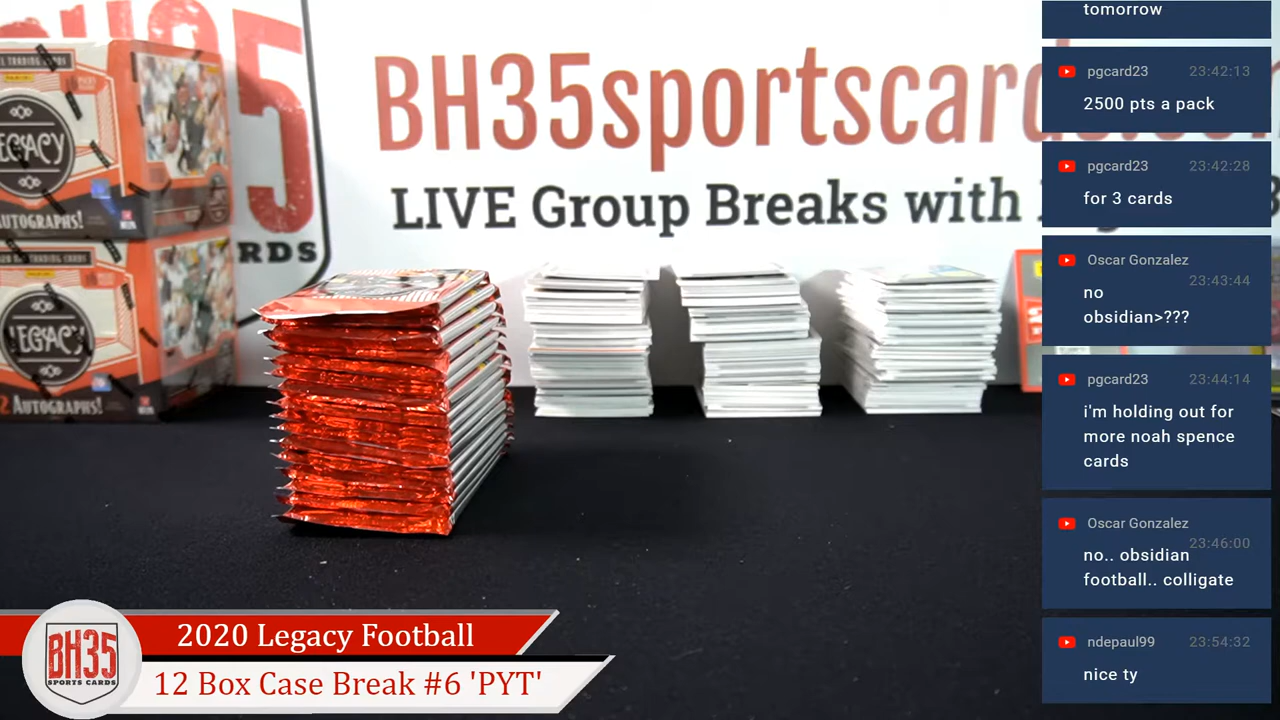 BH35sportscards.
LIVE Group Breaks with
RDS
LEGACY
AUTOGRAPHS!
LEGACY
AUTOGRAPHS!
tomorrow
pgcard23 23:42:13
2500 pts a pack
pgcard23 23:42:28
for 3 cards
Oscar Gonzalez 23:43:44
no
obsidian>???
pgcard23 23:44:14
i'm holding out for
more noah spence
cards
Oscar Gonzalez 23:46:00
no.. obsidian
football.. colligate
ndepaul99 23:54:32
nice ty
BH35
SPORTS CARDS
2020 Legacy Football
12 Box Case Break #6 'PYT'